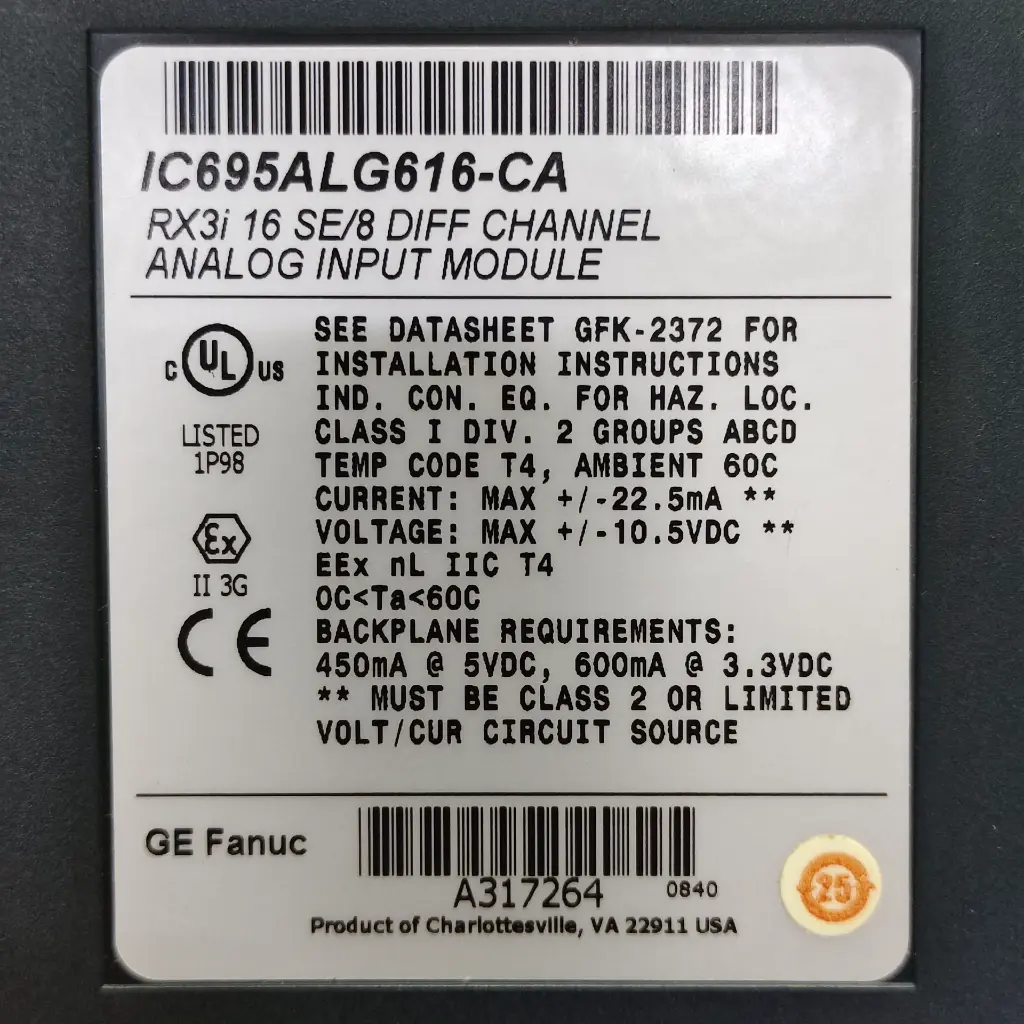 IC695ALG616-CA
RX3i 16 SE/8 DIFF CHANNEL
ANALOG INPUT MODULE
C UL US
LISTED
1P98
Ex
II 3G
CE
SEE DATASHEET GFK-2372 FOR
INSTALLATION INSTRUCTIONS
IND. CON. EQ. FOR HAZ. LOC.
CLASS I DIV. 2 GROUPS ABCD
TEMP CODE T4, AMBIENT 60C
CURRENT: MAX +/-22.5mA **
VOLTAGE: MAX +/-10.5VDC **
EEx nL IIC T4
0C<Ta<60C
BACKPLANE REQUIREMENTS:
450mA @ 5VDC, 600mA @ 3.3VDC
** MUST BE CLASS 2 OR LIMITED
VOLT/CUR CIRCUIT SOURCE
GE Fanuc
A317264 0840
Product of Charlottesville, VA 22911 USA
25